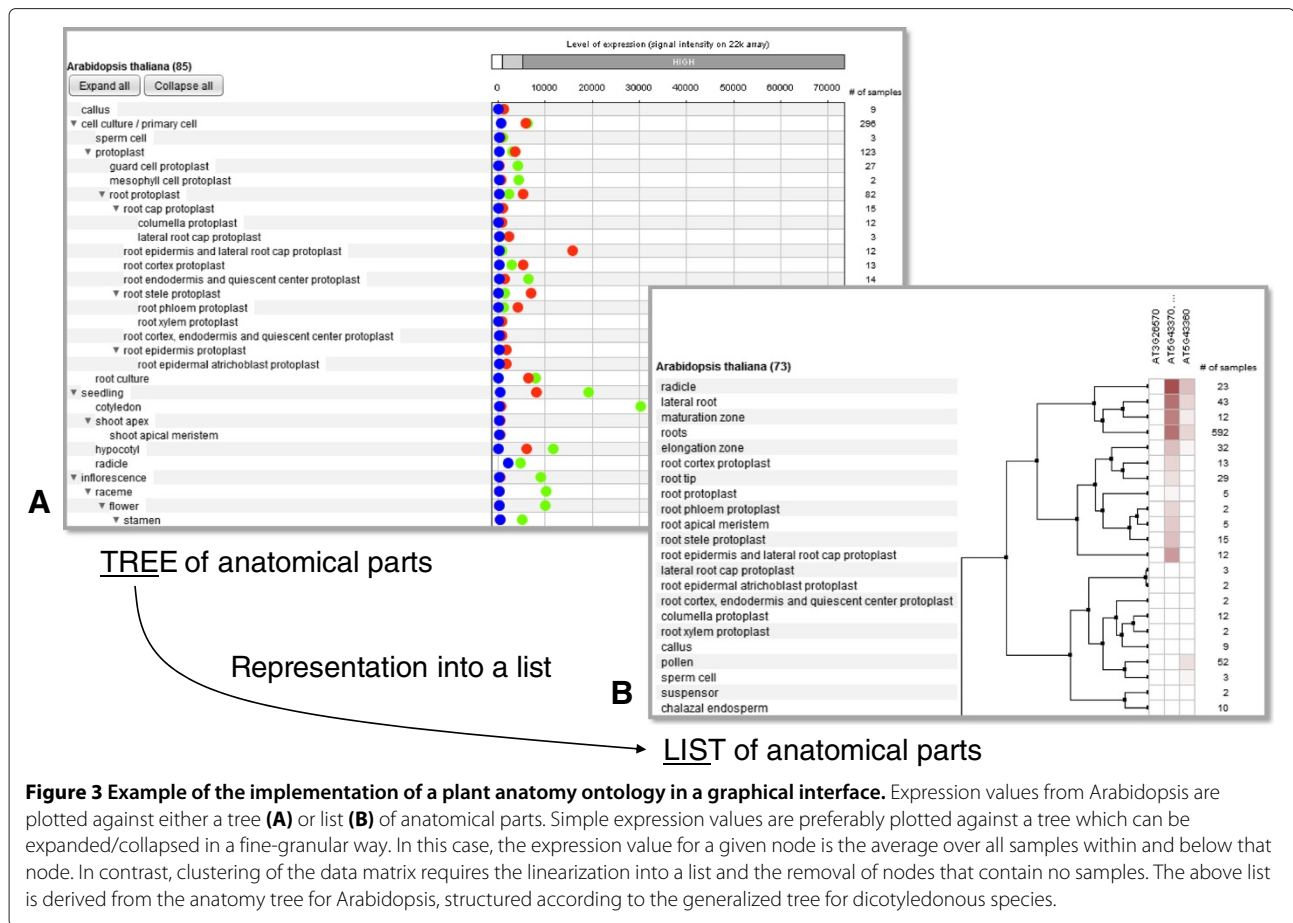 Level of expression (signal intensity on 22k array)
HIGH
Arabidopsis thaliana (85)
Expand all Collapse all
0 10000 20000 30000 40000 50000 60000 70000 # of samples
callus 9
▼ cell culture / primary cell 296
sperm cell 3
▼ protoplast 123
guard cell protoplast 27
mesophyll cell protoplast 2
▼ root protoplast 82
▼ root cap protoplast 15
columella protoplast 12
lateral root cap protoplast 3
root epidermis and lateral root cap protoplast 12
root cortex protoplast 13
root endodermis and quiescent center protoplast 14
▼ root stele protoplast
root phloem protoplast
root xylem protoplast
root cortex, endodermis and quiescent center protoplast
▼ root epidermis protoplast
root epidermal atrichoblast protoplast
root culture
▼ seedling
cotyledon
▼ shoot apex
shoot apical meristem
hypocotyl
radicle
▼ inflorescence
▼ raceme
▼ flower
▼ stamen
A
TREE of anatomical parts
Representation into a list
B
AT3G26570
AT5G43370, ...
AT5G43360
Arabidopsis thaliana (73) # of samples
radicle 23
lateral root 43
maturation zone 12
roots 592
elongation zone 32
root cortex protoplast 13
root tip 29
root protoplast 5
root phloem protoplast 2
root apical meristem 5
root stele protoplast 15
root epidermis and lateral root cap protoplast 12
lateral root cap protoplast 3
root epidermal atrichoblast protoplast 2
root cortex, endodermis and quiescent center protoplast 2
columella protoplast 12
root xylem protoplast 2
callus 9
pollen 52
sperm cell 3
suspensor 2
chalazal endosperm 10
LIST of anatomical parts
Figure 3 Example of the implementation of a plant anatomy ontology in a graphical interface. Expression values from Arabidopsis are
plotted against either a tree (A) or list (B) of anatomical parts. Simple expression values are preferably plotted against a tree which can be
expanded/collapsed in a fine-granular way. In this case, the expression value for a given node is the average over all samples within and below that
node. In contrast, clustering of the data matrix requires the linearization into a list and the removal of nodes that contain no samples. The above list
is derived from the anatomy tree for Arabidopsis, structured according to the generalized tree for dicotyledonous species.